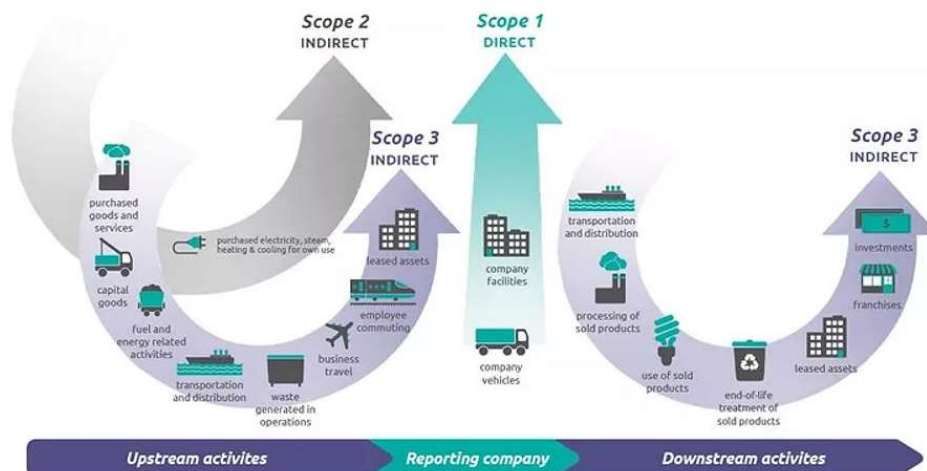 Scope 2
INDIRECT
Scope 1
DIRECT
Scope 3
INDIRECT
Scope 3
INDIRECT
purchased
goods and
services
capital
goods
fuel and
energy related
activities
transportation
and distribution
waste
generated in
operations
business
travel
employee
commuting
leased assets
purchased electricity, steam,
heating & cooling for own use
company
facilities
company
vehicles
transportation
and distribution
processing of
sold products
use of sold
products
end-of-life
treatment of
sold products
leased assets
franchises
$
investments
Upstream activites
Reporting company
Downstream activites